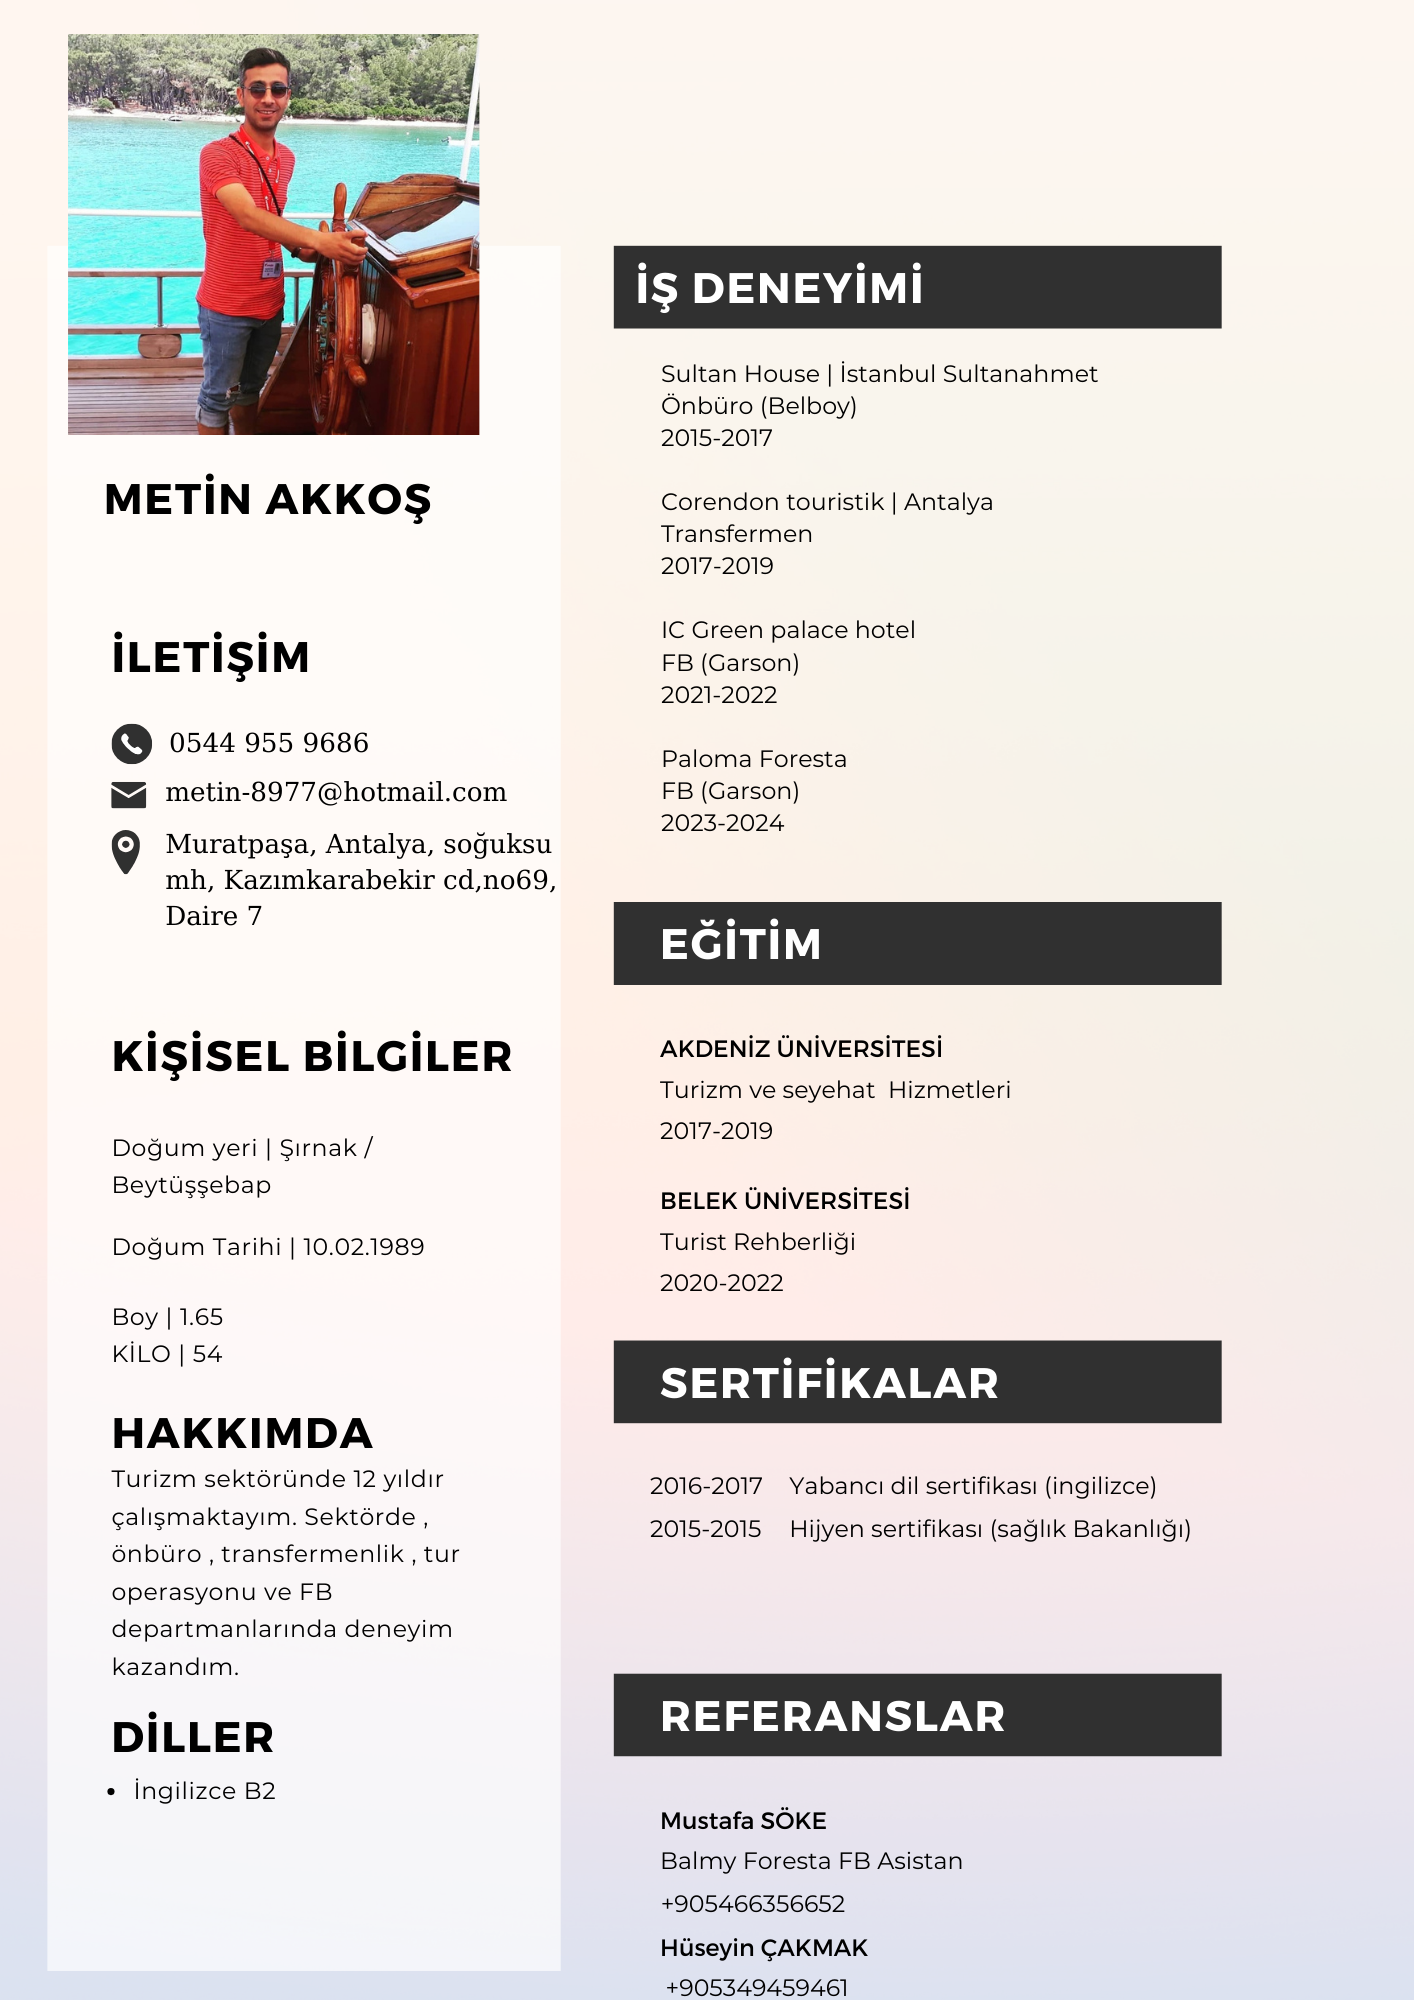 METİN AKKOŞ
İLETİŞİM
0544 955 9686
metin-8977@hotmail.com
Muratpaşa, Antalya, soğuksu
mh, Kazımkarabekir cd,no69,
Daire 7
KİŞİSEL BİLGİLER
Doğum yeri | Şırnak /
Beytüşşebap
Doğum Tarihi | 10.02.1989
Boy | 1.65
KİLO | 54
HAKKIMDA
Turizm sektöründe 12 yıldır
çalışmaktayım. Sektörde ,
önbüro , transfermenlik , tur
operasyonu ve FB
departmanlarında deneyim
kazandım.
DİLLER
• İngilizce B2
İŞ DENEYİMİ
Sultan House | İstanbul Sultanahmet
Önbüro (Belboy)
2015-2017
Corendon touristik | Antalya
Transfermen
2017-2019
IC Green palace hotel
FB (Garson)
2021-2022
Paloma Foresta
FB (Garson)
2023-2024
EĞİTİM
AKDENİZ ÜNİVERSİTESİ
Turizm ve seyehat  Hizmetleri
2017-2019
BELEK ÜNİVERSİTESİ
Turist Rehberliği
2020-2022
SERTİFİKALAR
2016-2017 Yabancı dil sertifikası (ingilizce)
2015-2015 Hijyen sertifikası (sağlık Bakanlığı)
REFERANSLAR
Mustafa SÖKE
Balmy Foresta FB Asistan
+905466356652
Hüseyin ÇAKMAK
+905349459461